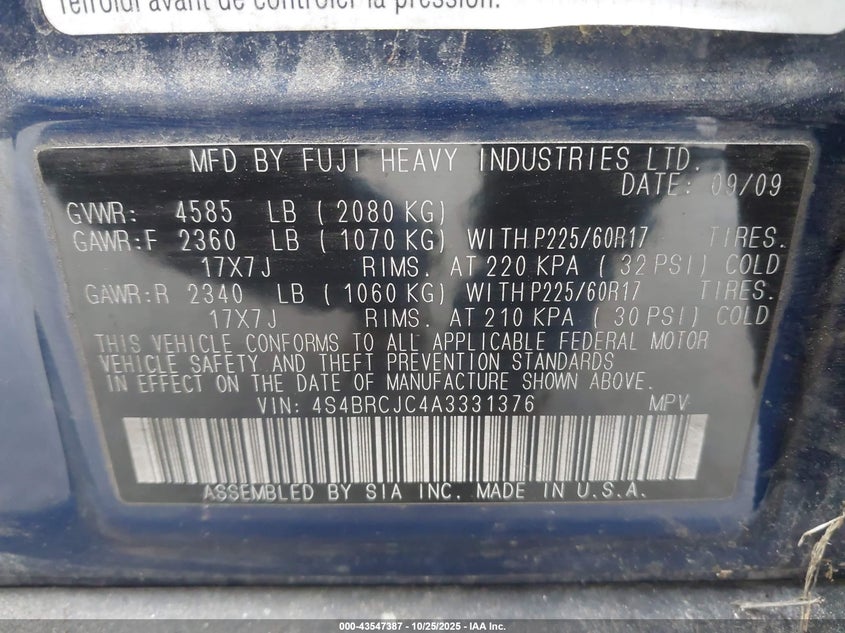 refroidi avant de contrôler la pression.
MFD BY FUJI HEAVY INDUSTRIES LTD.
DATE: 09/09
GVWR: 4585 LB ( 2080 KG)
GAWR:F 2360 LB ( 1070 KG) WITH P225/60R17 TIRES.
17X7J RIMS. AT 220 KPA ( 32 PSI) COLD
GAWR:R 2340 LB ( 1060 KG) WITH P225/60R17 TIRES.
17X7J RIMS. AT 210 KPA ( 30 PSI) COLD
THIS VEHICLE CONFORMS TO ALL APPLICABLE FEDERAL MOTOR
VEHICLE SAFETY AND THEFT PREVENTION STANDARDS
IN EFFECT ON THE DATE OF MANUFACTURE SHOWN ABOVE.
VIN: 4S4BRCJC4A3331376 MPV
ASSEMBLED BY SIA INC. MADE IN U.S.A.
000-43547387 - 10/25/2025 - IAA Inc.